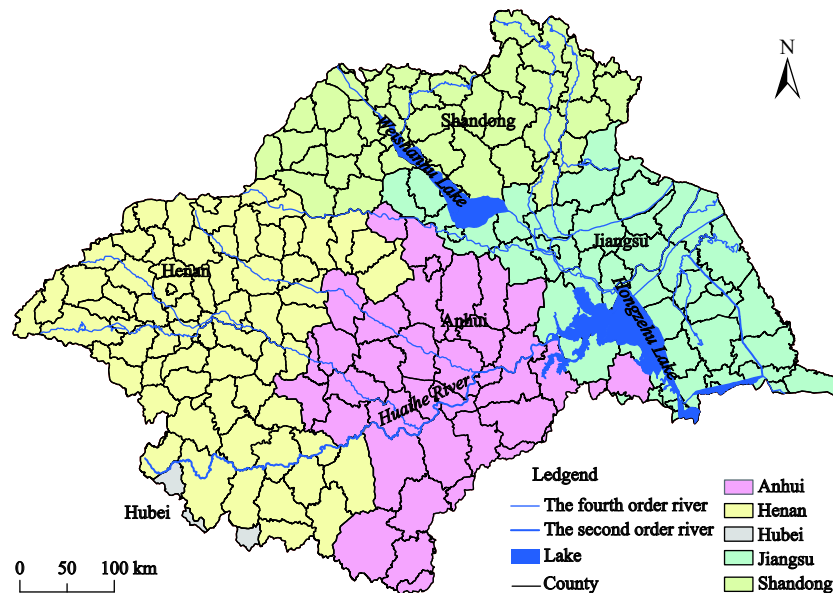 N
Shandong
Weishanhu Lake
Jiangsu
Henan
Hongzehu Lake
Anhui
Huaihe River
Hubei
Ledgend
The fourth order river
The second order river
Lake
County
Anhui
Henan
Hubei
Jiangsu
Shandong
0 50 100 km